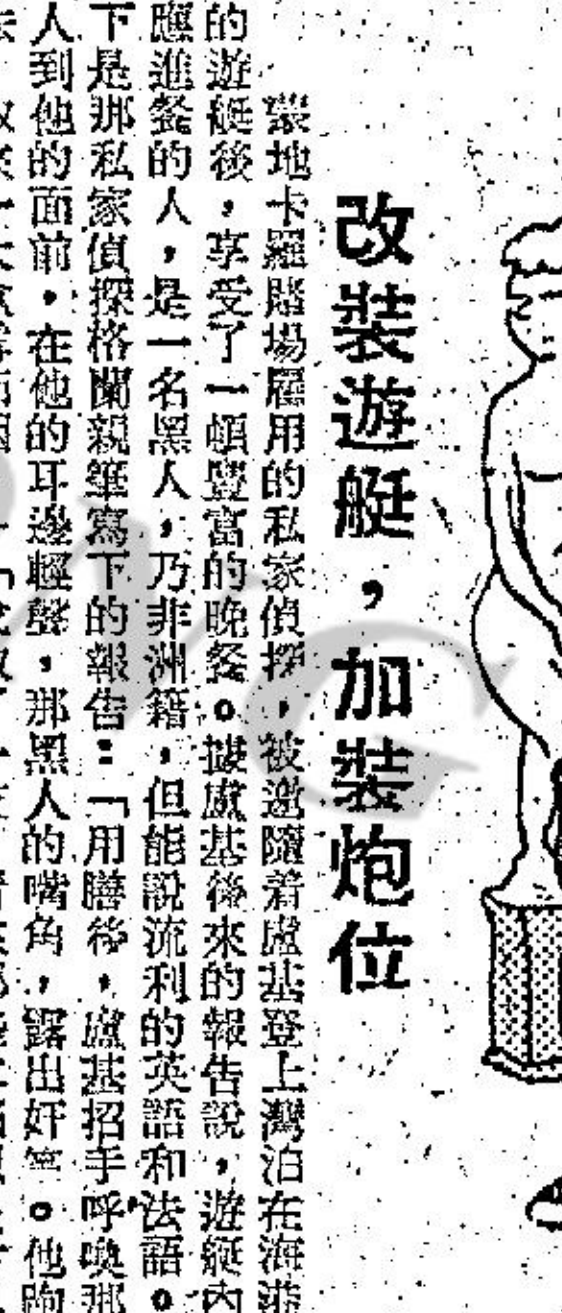 改裝遊艇，加裝炮位
蒙地卡羅賭場雇用的私家偵探，被邀隨着盧基登上灣泊在海港
的遊艇後，享受了一頓豐富的晚餐。據盧基後來的報告說，遊艇內
應進餐的人，是一名黑人，乃非洲籍，但能說流利的英語和法語。
下是那私家偵探格蘭親筆寫下的報告：「用膳後，盧基招手呼喚那
人到他的面前。在他的耳邊輕聲，那黑人的嘴角，露出奸笑。他跑